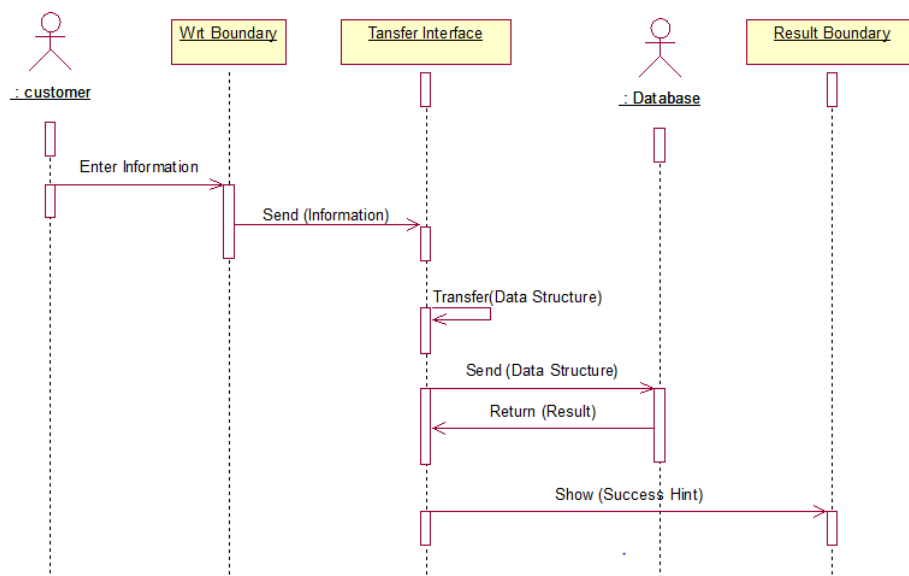 Wrt Boundary
Tansfer Interface
Result Boundary
: customer
: Database
Enter Information
Send (Information)
Transfer(Data Structure)
Send (Data Structure)
Return (Result)
Show (Success Hint)